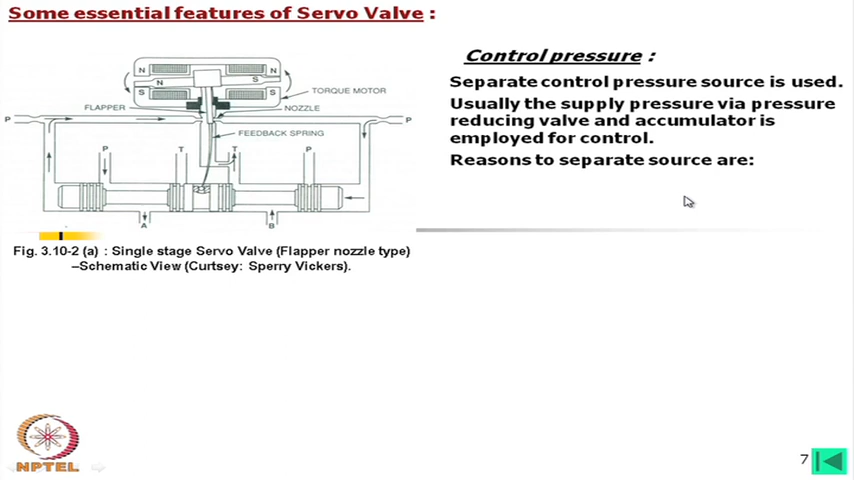 Some essential features of Servo Valve :
N
N
S
N
S
S
S
TORQUE MOTOR
FLAPPER
NOZZLE
P
P
FEEDBACK SPRING
P
T
T
P
A
B
Fig. 3.10-2 (a) : Single stage Servo Valve (Flapper nozzle type)
–Schematic View (Curtsey: Sperry Vickers).
Control pressure :
Separate control pressure source is used.
Usually the supply pressure via pressure
reducing valve and accumulator is
employed for control.
Reasons to separate source are:
NPTEL
7